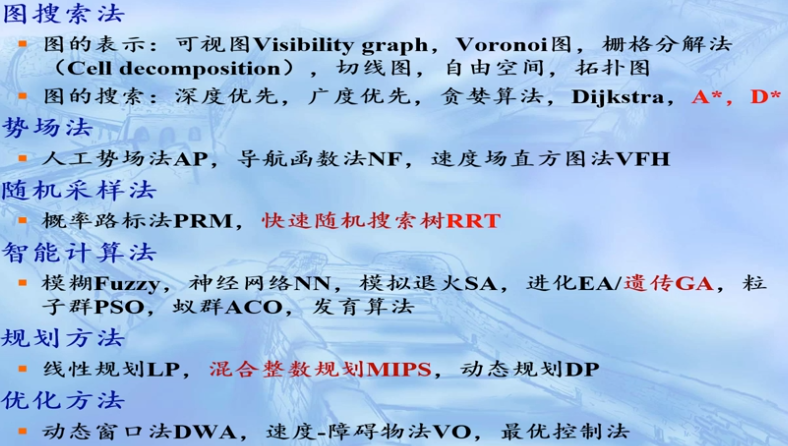 图搜索法
图的表示：可视图Visibility graph，Voronoi图，栅格分解法
（Cell decomposition），切线图，自由空间，拓扑图
图的搜索：深度优先，广度优先，贪婪算法，Dijkstra，A*，D*
势场法
人工势场法AP，导航函数法NF，速度场直方图法VFH
随机采样法
概率路标法PRM，快速随机搜索树RRT
智能计算法
模糊Fuzzy，神经网络NN，模拟退火SA，进化EA/遗传GA，粒
子群PSO，蚁群ACO，发育算法
规划方法
线性规划LP，混合整数规划MIPS，动态规划DP
优化方法
动态窗口法DWA，速度-障碍物法VO，最优控制法